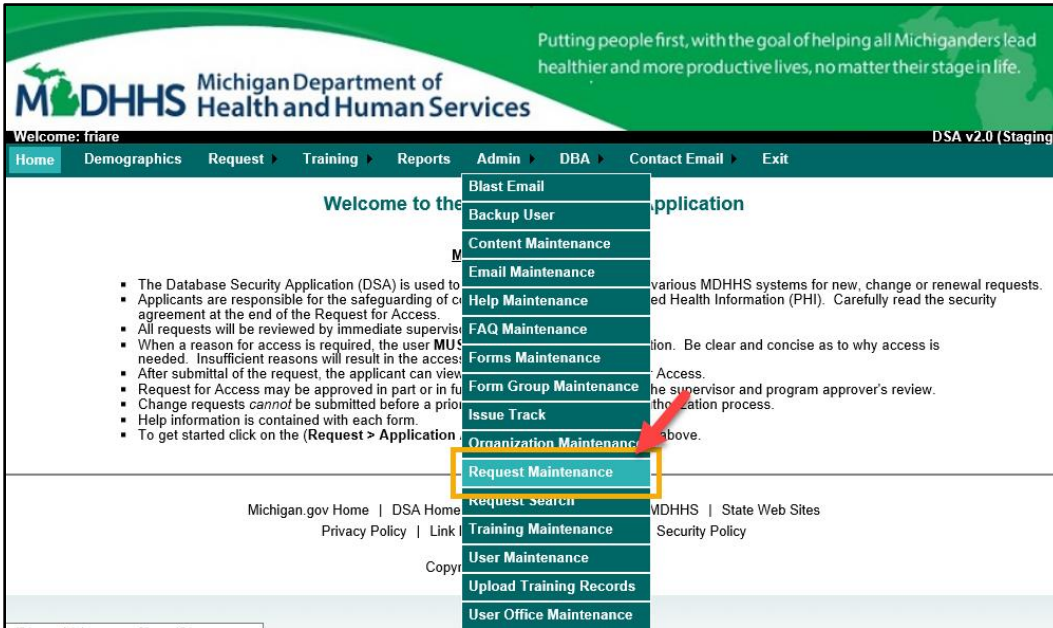 Putting people first, with the goal of helping all Michiganders lead
healthier and more productive lives, no matter their stage in life.
MDHHS Michigan Department of
Health and Human Services
Welcome: friare DSA v2.0 (Staging
Home Demographics Request Training Reports Admin DBA Contact Email Exit
Blast Email
Backup User
Content Maintenance
Email Maintenance
Help Maintenance
FAQ Maintenance
Forms Maintenance
Form Group Maintenance
Issue Track
Organization Maintenance
Request Maintenance
Request Search
Training Maintenance
User Maintenance
Upload Training Records
User Office Maintenance
Welcome to the pplication
M
The Database Security Application (DSA) is used to various MDHHS systems for new, change or renewal requests.
Applicants are responsible for the safeguarding of co ed Health Information (PHI). Carefully read the security
agreement at the end of the Request for Access.
All requests will be reviewed by immediate superviso
When a reason for access is required, the user MUS tion. Be clear and concise as to why access is
needed. Insufficient reasons will result in the access
After submittal of the request, the applicant can view Access.
Request for Access may be approved in part or in fu he supervisor and program approver's review.
Change requests cannot be submitted before a prior thorization process.
Help information is contained with each form.
To get started click on the (Request > Application above.
Michigan.gov Home | DSA Home MDHHS | State Web Sites
Privacy Policy | Link Security Policy
Copyr